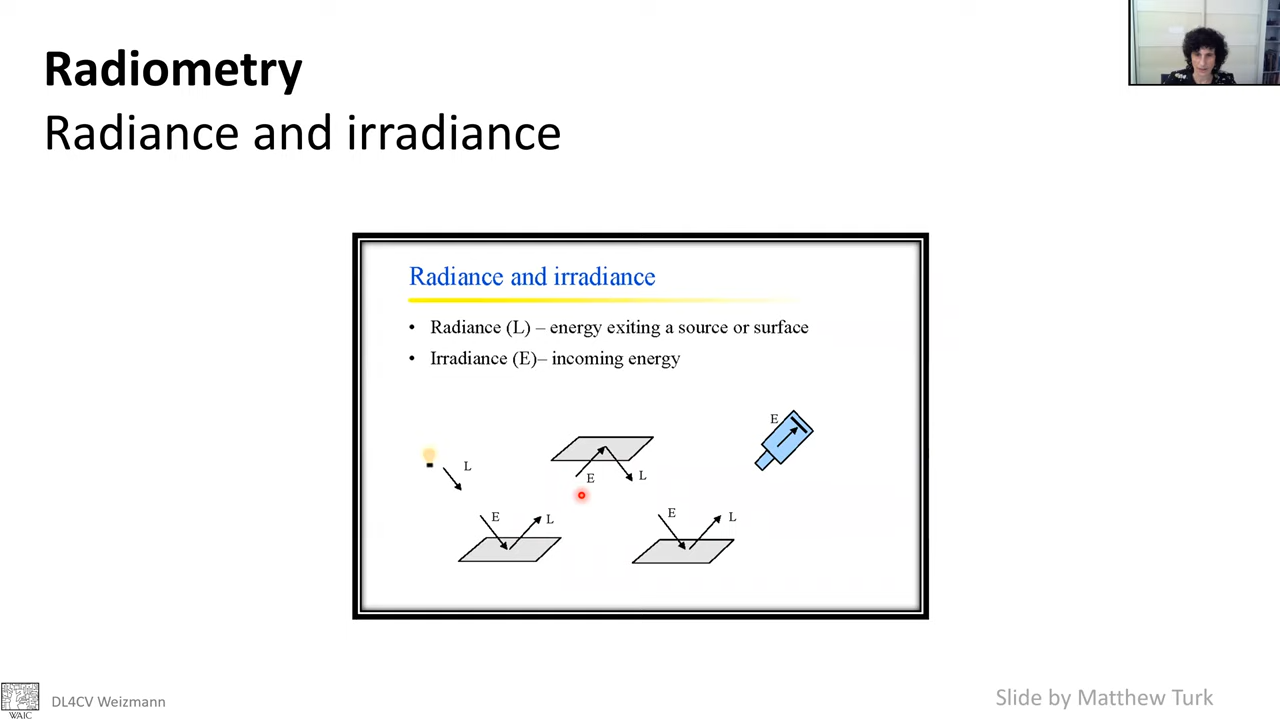 Radiometry
Radiance and irradiance
Radiance and irradiance
• Radiance (L) – energy exiting a source or surface
• Irradiance (E)– incoming energy
E
L
E
L
E
L
E
L
DL4CV Weizmann
WAIC
Slide by Matthew Turk